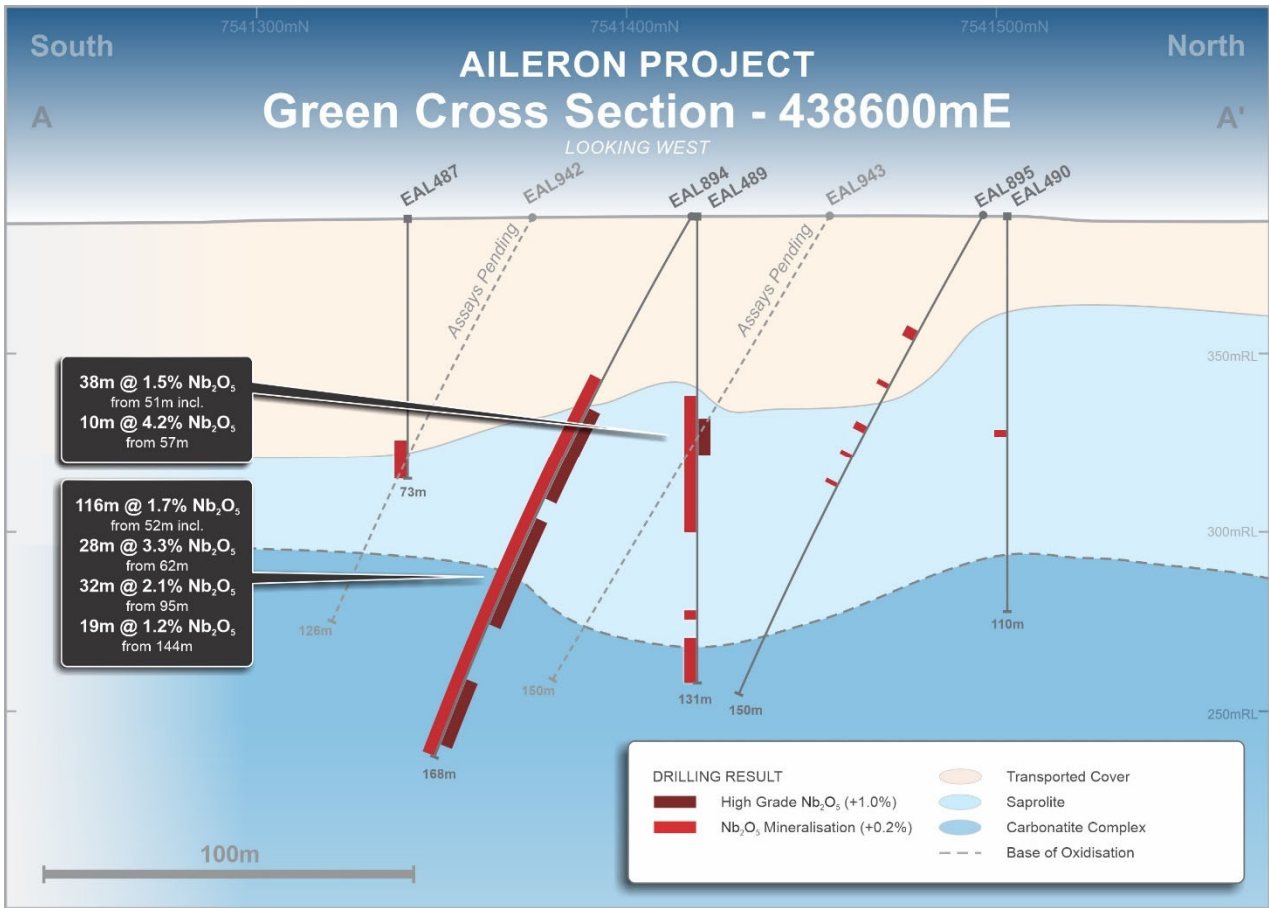 7541300mN
7541400mN
7541500mN
South
North
AILERON PROJECT
Green Cross Section - 438600mE
LOOKING WEST
A
A'
EAL487
EAL942
EAL894
EAL489
EAL943
EAL895
EAL490
Assays Pending
Assays Pending
350mRL
300mRL
250mRL
38m @ 1.5% Nb₂O₅
from 51m incl.
10m @ 4.2% Nb₂O₅
from 57m
116m @ 1.7% Nb₂O₅
from 52m incl.
28m @ 3.3% Nb₂O₅
from 62m
32m @ 2.1% Nb₂O₅
from 95m
19m @ 1.2% Nb₂O₅
from 144m
73m
126m
168m
150m
131m
150m
110m
DRILLING RESULT
High Grade Nb₂O₅ (+1.0%)
Nb₂O₅ Mineralisation (+0.2%)
Transported Cover
Saprolite
Carbonatite Complex
Base of Oxidisation
100m